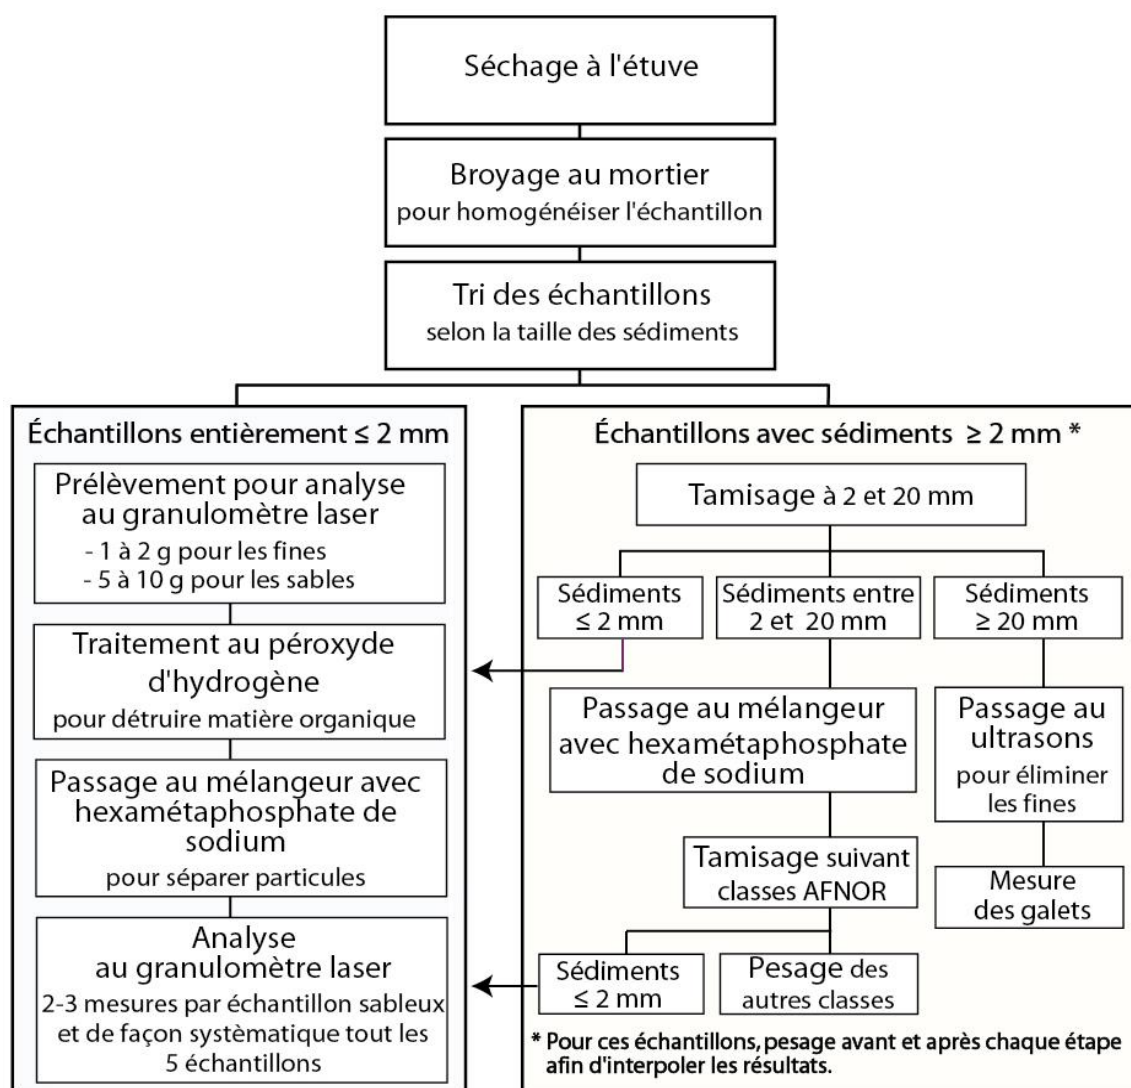 Séchage à l'étuve
Broyage au mortier
pour homogénéiser l'échantillon
Tri des échantillons
selon la taille des sédiments
Échantillons entièrement ≤ 2 mm
Prélèvement pour analyse
au granulomètre laser
- 1 à 2 g pour les fines
- 5 à 10 g pour les sables
Traitement au péroxyde
d'hydrogène
pour détruire matière organique
Passage au mélangeur avec
hexamétaphosphate de
sodium
pour séparer particules
Analyse
au granulomètre laser
2-3 mesures par échantillon sableux
et de façon systèmatique tout les
5 échantillons
Échantillons avec sédiments ≥ 2 mm *
Tamisage à 2 et 20 mm
Sédiments
≤ 2 mm
Sédiments entre
2 et 20 mm
Sédiments
≥ 20 mm
Passage au mélangeur
avec hexamétaphosphate
de sodium
Passage au
ultrasons
pour éliminer
les fines
Tamisage suivant
classes AFNOR
Mesure
des galets
Sédiments
≤ 2 mm
Pesage des
autres classes
* Pour ces échantillons, pesage avant et après chaque étape
afin d'interpoler les résultats.